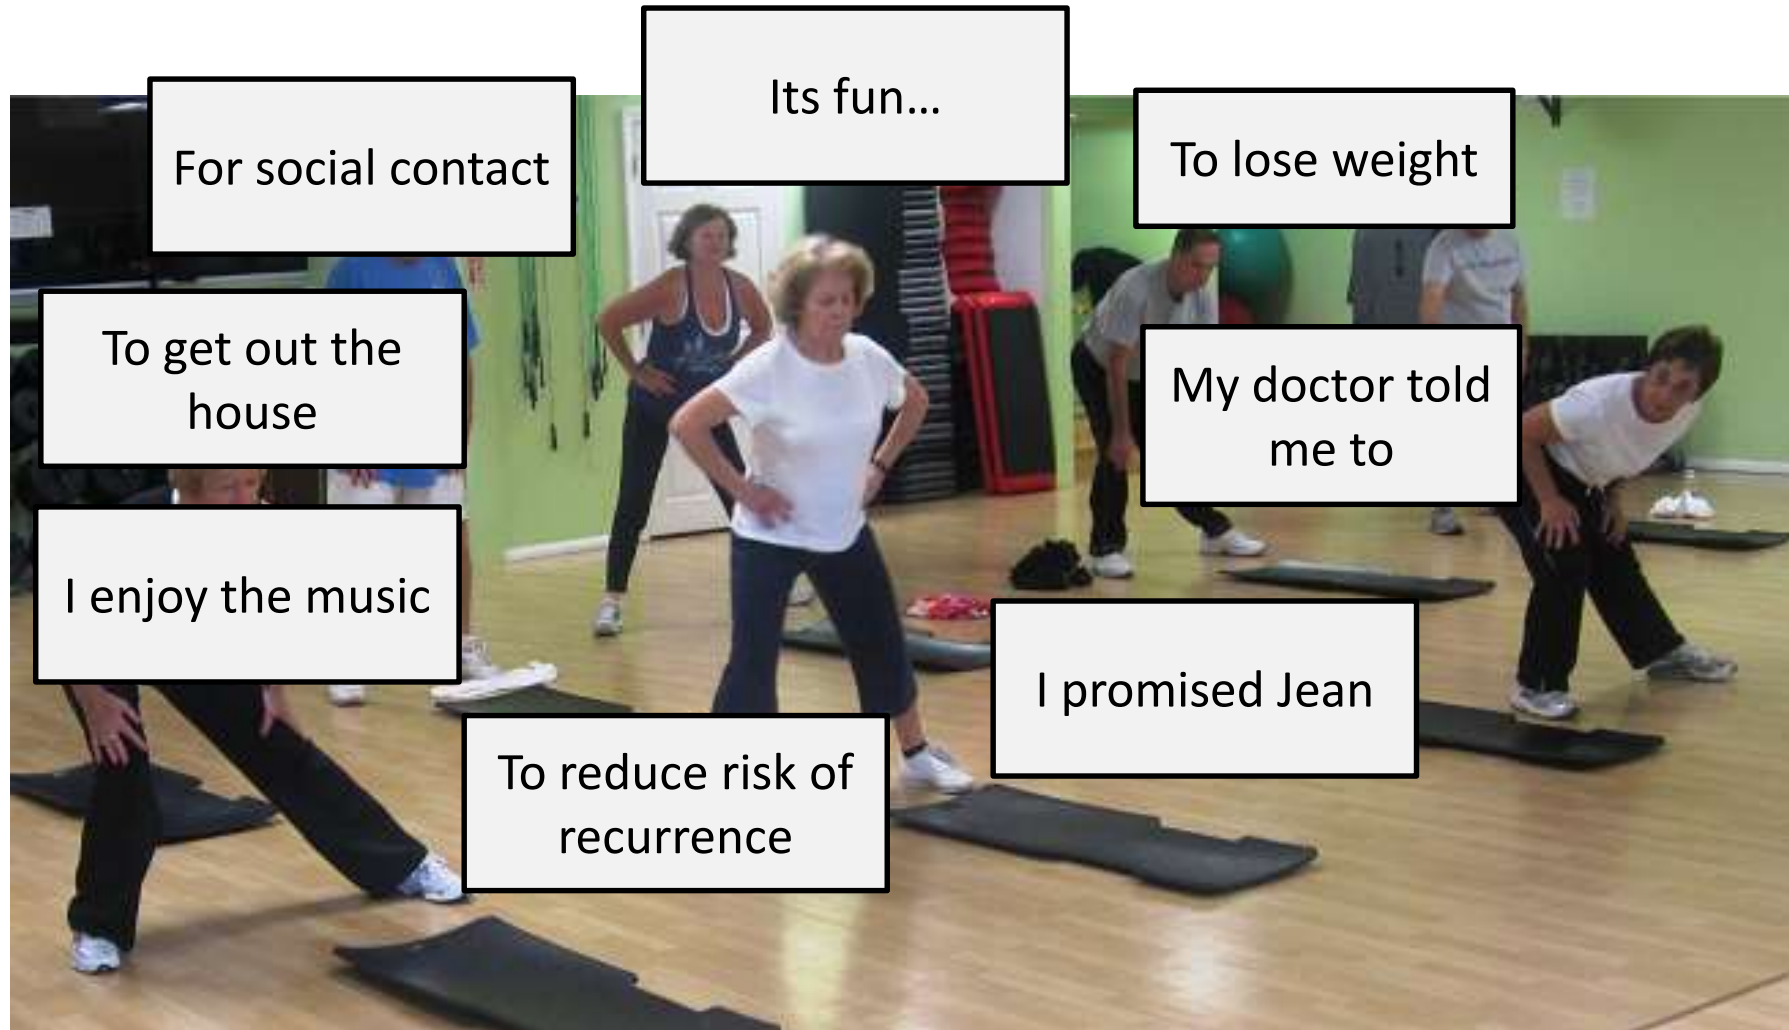 Its fun…
For social contact
To lose weight
To get out the
house
My doctor told
me to
I enjoy the music
I promised Jean
To reduce risk of
recurrence